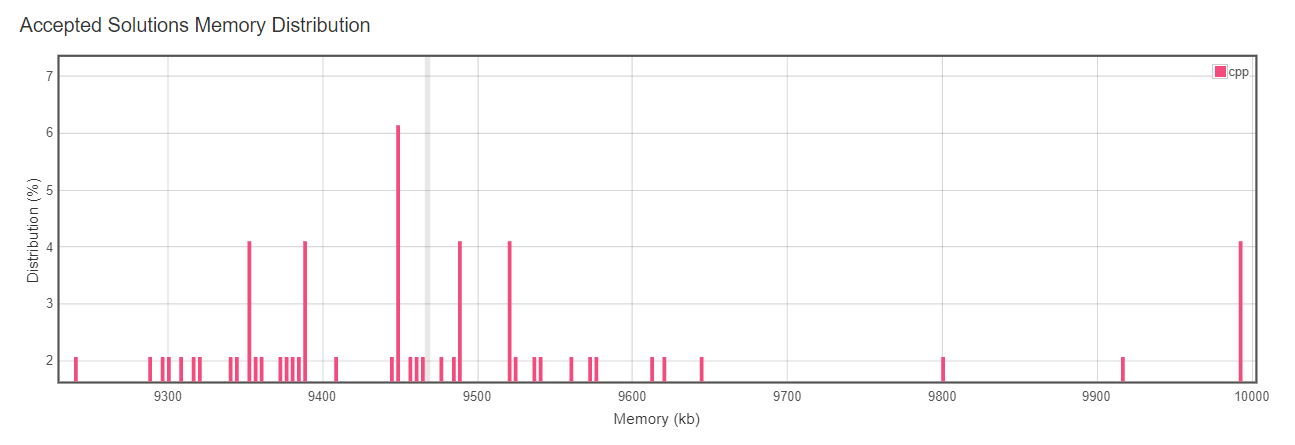 Accepted Solutions Memory Distribution
cpp
7
6
5
4
3
2
Distribution (%)
9300 9400 9500 9600 9700 9800 9900 10000
Memory (kb)